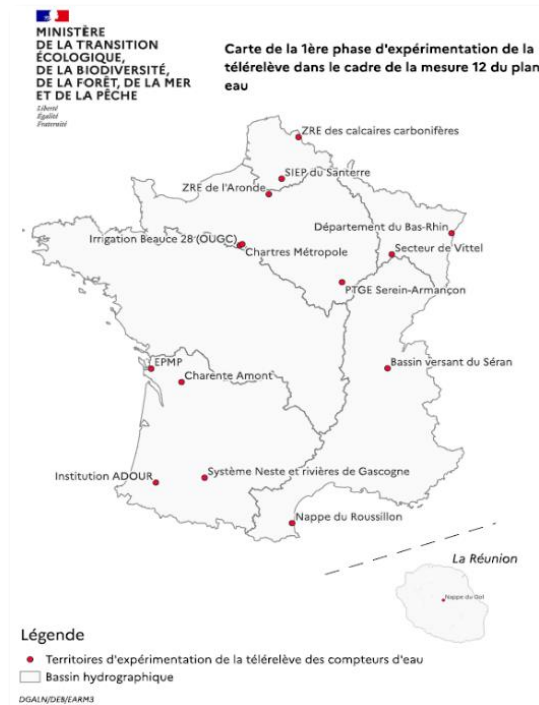 MINISTÈRE
DE LA TRANSITION
ÉCOLOGIQUE,
DE LA BIODIVERSITÉ,
DE LA FORÊT, DE LA MER
ET DE LA PÊCHE
Liberté
Égalité
Fraternité
Carte de la 1ère phase d'expérimentation de la
télérelève dans le cadre de la mesure 12 du plan
eau
ZRE des calcaires carbonifères
SIEP du Santerre
ZRE de l'Aronde
Département du Bas-Rhin
Irrigation Beauce 28 (OUGC)
Chartres Métropole
Secteur de Vittel
PTGE Serein-Armançon
EPMP
Bassin versant du Séran
Charente Amont
Institution ADOUR
Système Neste et rivières de Gascogne
Nappe du Roussillon
La Réunion
Nappe du Gol
Légende
Territoires d'expérimentation de la télérelève des compteurs d'eau
Bassin hydrographique
DGALN/DEB/EARM3